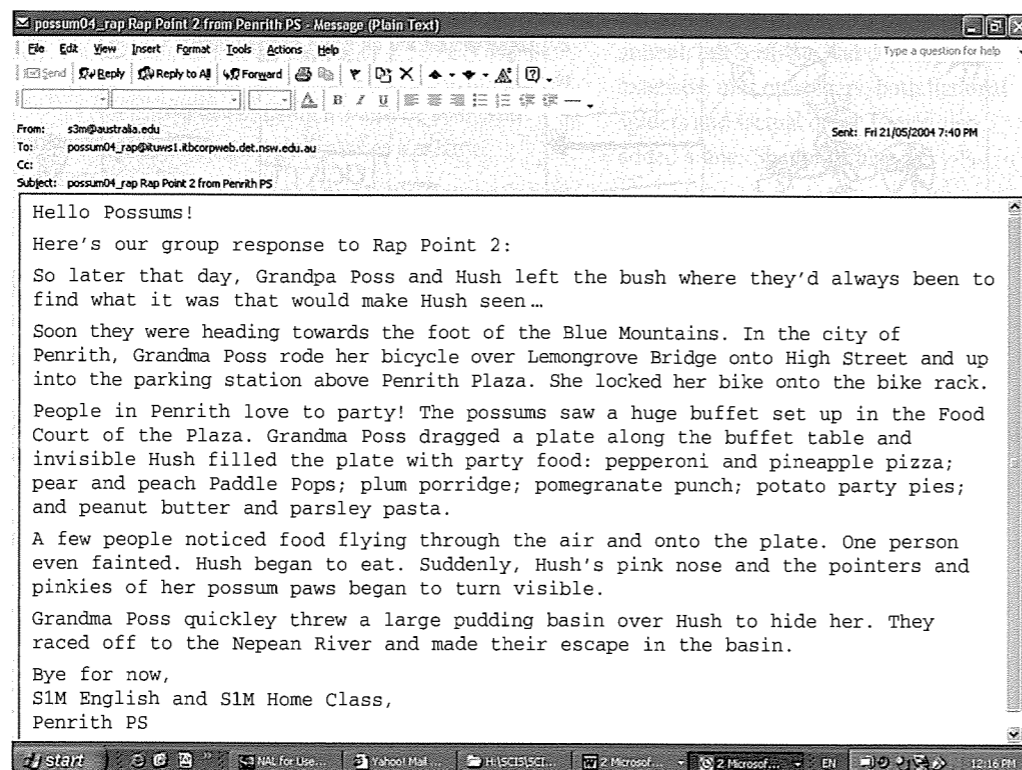 possum04_rap Rap Point 2 from Penrith PS - Message (Plain Text)
File Edit View Insert Format Tools Actions Help
Type a question for help
Send Reply Reply to All Forward
A B I U
From: s3m@australia.edu
Sent: Fri 21/05/2004 7:40 PM
To: possum04_rap@ituws1.itbcorpweb.det.nsw.edu.au
Cc:
Subject: possum04_rap Rap Point 2 from Penrith PS
Hello Possums!
Here's our group response to Rap Point 2:
So later that day, Grandpa Poss and Hush left the bush where they'd always been to
find what it was that would make Hush seen…
Soon they were heading towards the foot of the Blue Mountains. In the city of
Penrith, Grandma Poss rode her bicycle over Lemongrove Bridge onto High Street and up
into the parking station above Penrith Plaza. She locked her bike onto the bike rack.
People in Penrith love to party! The possums saw a huge buffet set up in the Food
Court of the Plaza. Grandma Poss dragged a plate along the buffet table and
invisible Hush filled the plate with party food: pepperoni and pineapple pizza;
pear and peach Paddle Pops; plum porridge; pomegranate punch; potato party pies;
and peanut butter and parsley pasta.
A few people noticed food flying through the air and onto the plate. One person
even fainted. Hush began to eat. Suddenly, Hush's pink nose and the pointers and
pinkies of her possum paws began to turn visible.
Grandma Poss quickley threw a large pudding basin over Hush to hide her. They
raced off to the Nepean River and made their escape in the basin.
Bye for now,
S1M English and S1M Home Class,
Penrith PS
start NAL for Use... Yahoo! Mail ... H:\SCIS\SCI... 2 Microsof... 2 Microsof... EN 12:16 PM